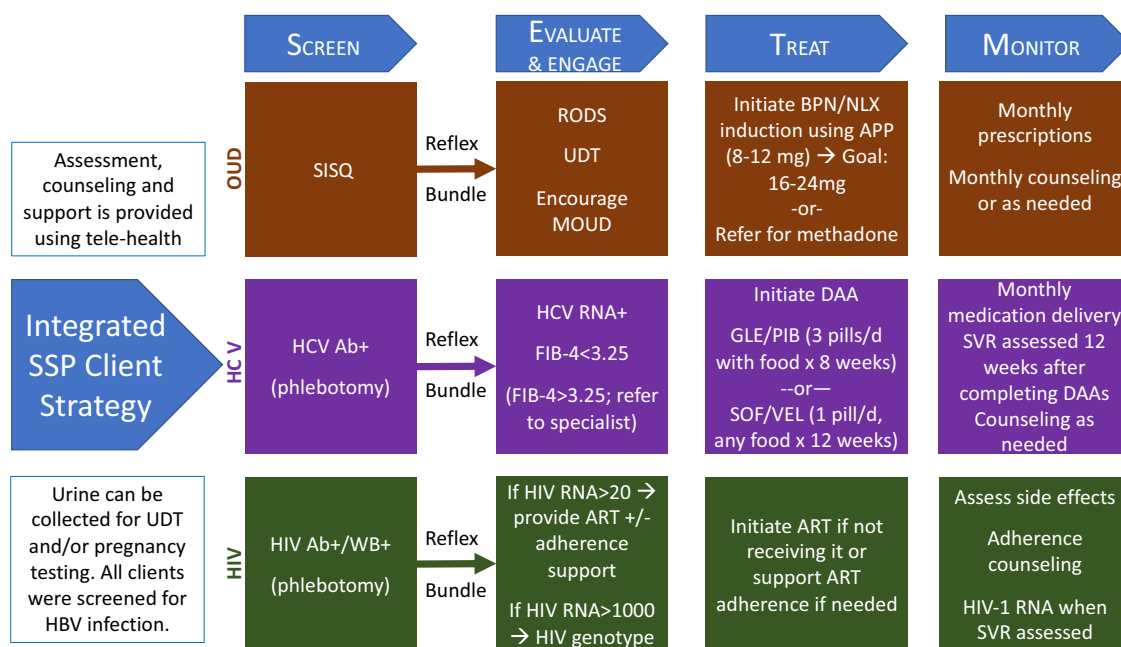 SCREEN
EVALUATE
& ENGAGE
TREAT
MONITOR
Assessment,
counseling and
support is provided
using tele-health
OUD
SISQ
Reflex
Bundle
RODS
UDT
Encourage
MOUD
Initiate BPN/NLX
induction using APP
(8-12 mg) → Goal:
16-24mg
-or-
Refer for methadone
Monthly
prescriptions
Monthly counseling
or as needed
Integrated
SSP Client
Strategy
HC V
HCV Ab+
(phlebotomy)
Reflex
Bundle
HCV RNA+
FIB-4<3.25
(FIB-4>3.25; refer
to specialist)
Initiate DAA
GLE/PIB (3 pills/d
with food x 8 weeks)
--or—
SOF/VEL (1 pill/d,
any food x 12 weeks)
Monthly
medication delivery
SVR assessed 12
weeks after
completing DAAs
Counseling as
needed
Urine can be
collected for UDT
and/or pregnancy
testing. All clients
were screened for
HBV infection.
HIV
HIV Ab+/WB+
(phlebotomy)
Reflex
Bundle
If HIV RNA>20 →
provide ART +/-
adherence
support
If HIV RNA>1000
→ HIV genotype
Initiate ART if not
receiving it or
support ART
adherence if needed
Assess side effects
Adherence
counseling
HIV-1 RNA when
SVR assessed